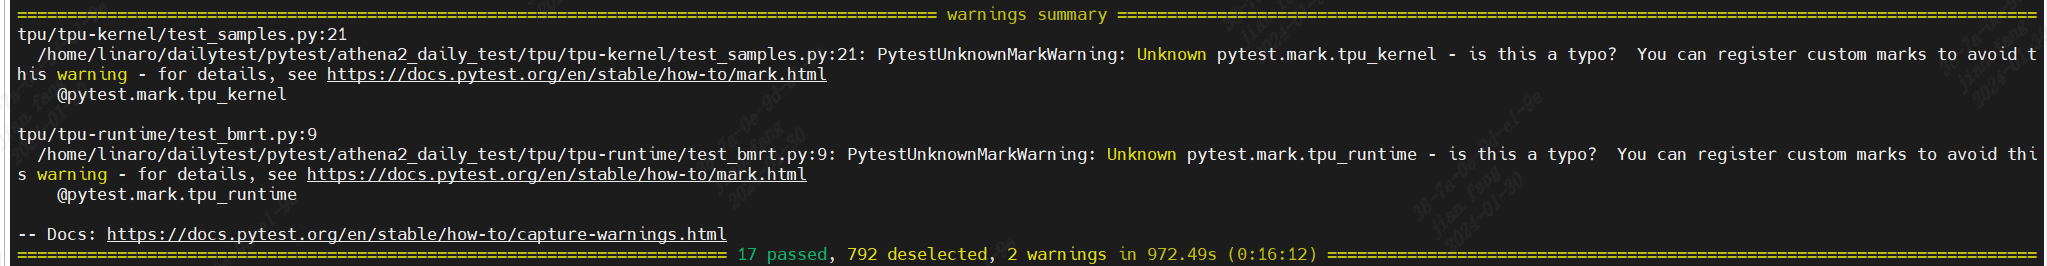 ============ warnings summary ============
tpu/tpu-kernel/test_samples.py:21
  /home/linaro/dailytest/pytest/athena2_daily_test/tpu/tpu-kernel/test_samples.py:21: PytestUnknownMarkWarning: Unknown pytest.mark.tpu_kernel - is this a typo?  You can register custom marks to avoid t
his warning - for details, see https://docs.pytest.org/en/stable/how-to/mark.html
    @pytest.mark.tpu_kernel
tpu/tpu-runtime/test_bmrt.py:9
  /home/linaro/dailytest/pytest/athena2_daily_test/tpu/tpu-runtime/test_bmrt.py:9: PytestUnknownMarkWarning: Unknown pytest.mark.tpu_runtime - is this a typo?  You can register custom marks to avoid thi
s warning - for details, see https://docs.pytest.org/en/stable/how-to/mark.html
    @pytest.mark.tpu_runtime
-- Docs: https://docs.pytest.org/en/stable/how-to/capture-warnings.html
============ 17 passed, 792 deselected, 2 warnings in 972.49s (0:16:12) ============